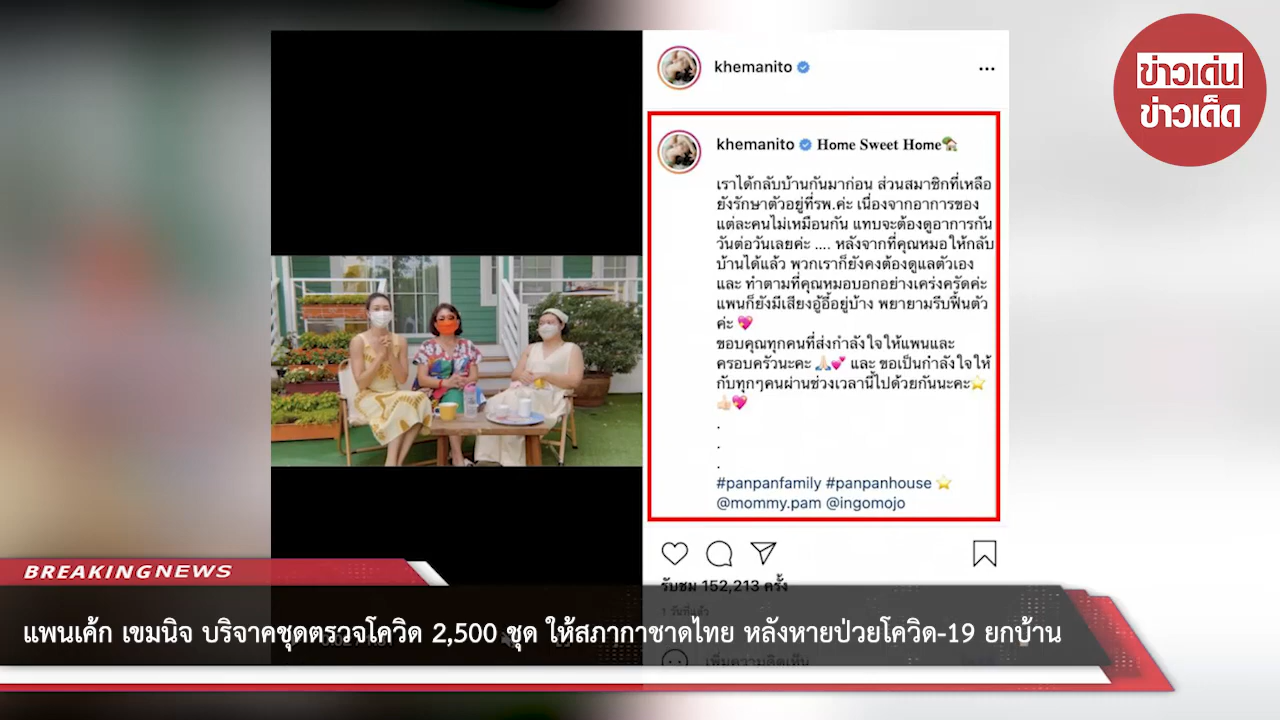 ข่าวเด่น
ข่าวเด็ด
khemanito
khemanito Home Sweet Home🏡
เราได้กลับบ้านกันมาก่อน ส่วนสมาชิกที่เหลือ
ยังรักษาตัวอยู่ที่รพ.ค่ะ เนื่องจากอาการของ
แต่ละคนไม่เหมือนกัน แทบจะต้องดูอาการกัน
วันต่อวันเลยค่ะ .... หลังจากที่คุณหมอให้กลับ
บ้านได้แล้ว พวกเราก็ยังคงต้องดูแลตัวเอง
และ ทำตามที่คุณหมอบอกอย่างเคร่งครัดค่ะ
แพนก็ยังมีเสียงอู้อี้อยู่บ้าง พยายามรีบฟื้นตัว
ค่ะ 💖
ขอบคุณทุกคนที่ส่งกำลังใจให้แพนและ
ครอบครัวนะคะ 🙏🏻💕 และ ขอเป็นกำลังใจให้
กับทุกๆคนผ่านช่วงเวลานี้ไปด้วยกันนะคะ⭐
👍🏻💖
.
.
.
#panpanfamily #panpanhouse ⭐
@mommy.pam @ingomojo
รับชม 152,213 ครั้ง
1 วันที่แล้ว
เพิ่มความคิดเห็น
BREAKINGNEWS
แพนเค้ก เขมนิจ บริจาคชุดตรวจโควิด 2,500 ชุด ให้สภากาชาดไทย หลังหายป่วยโควิด-19 ยกบ้าน